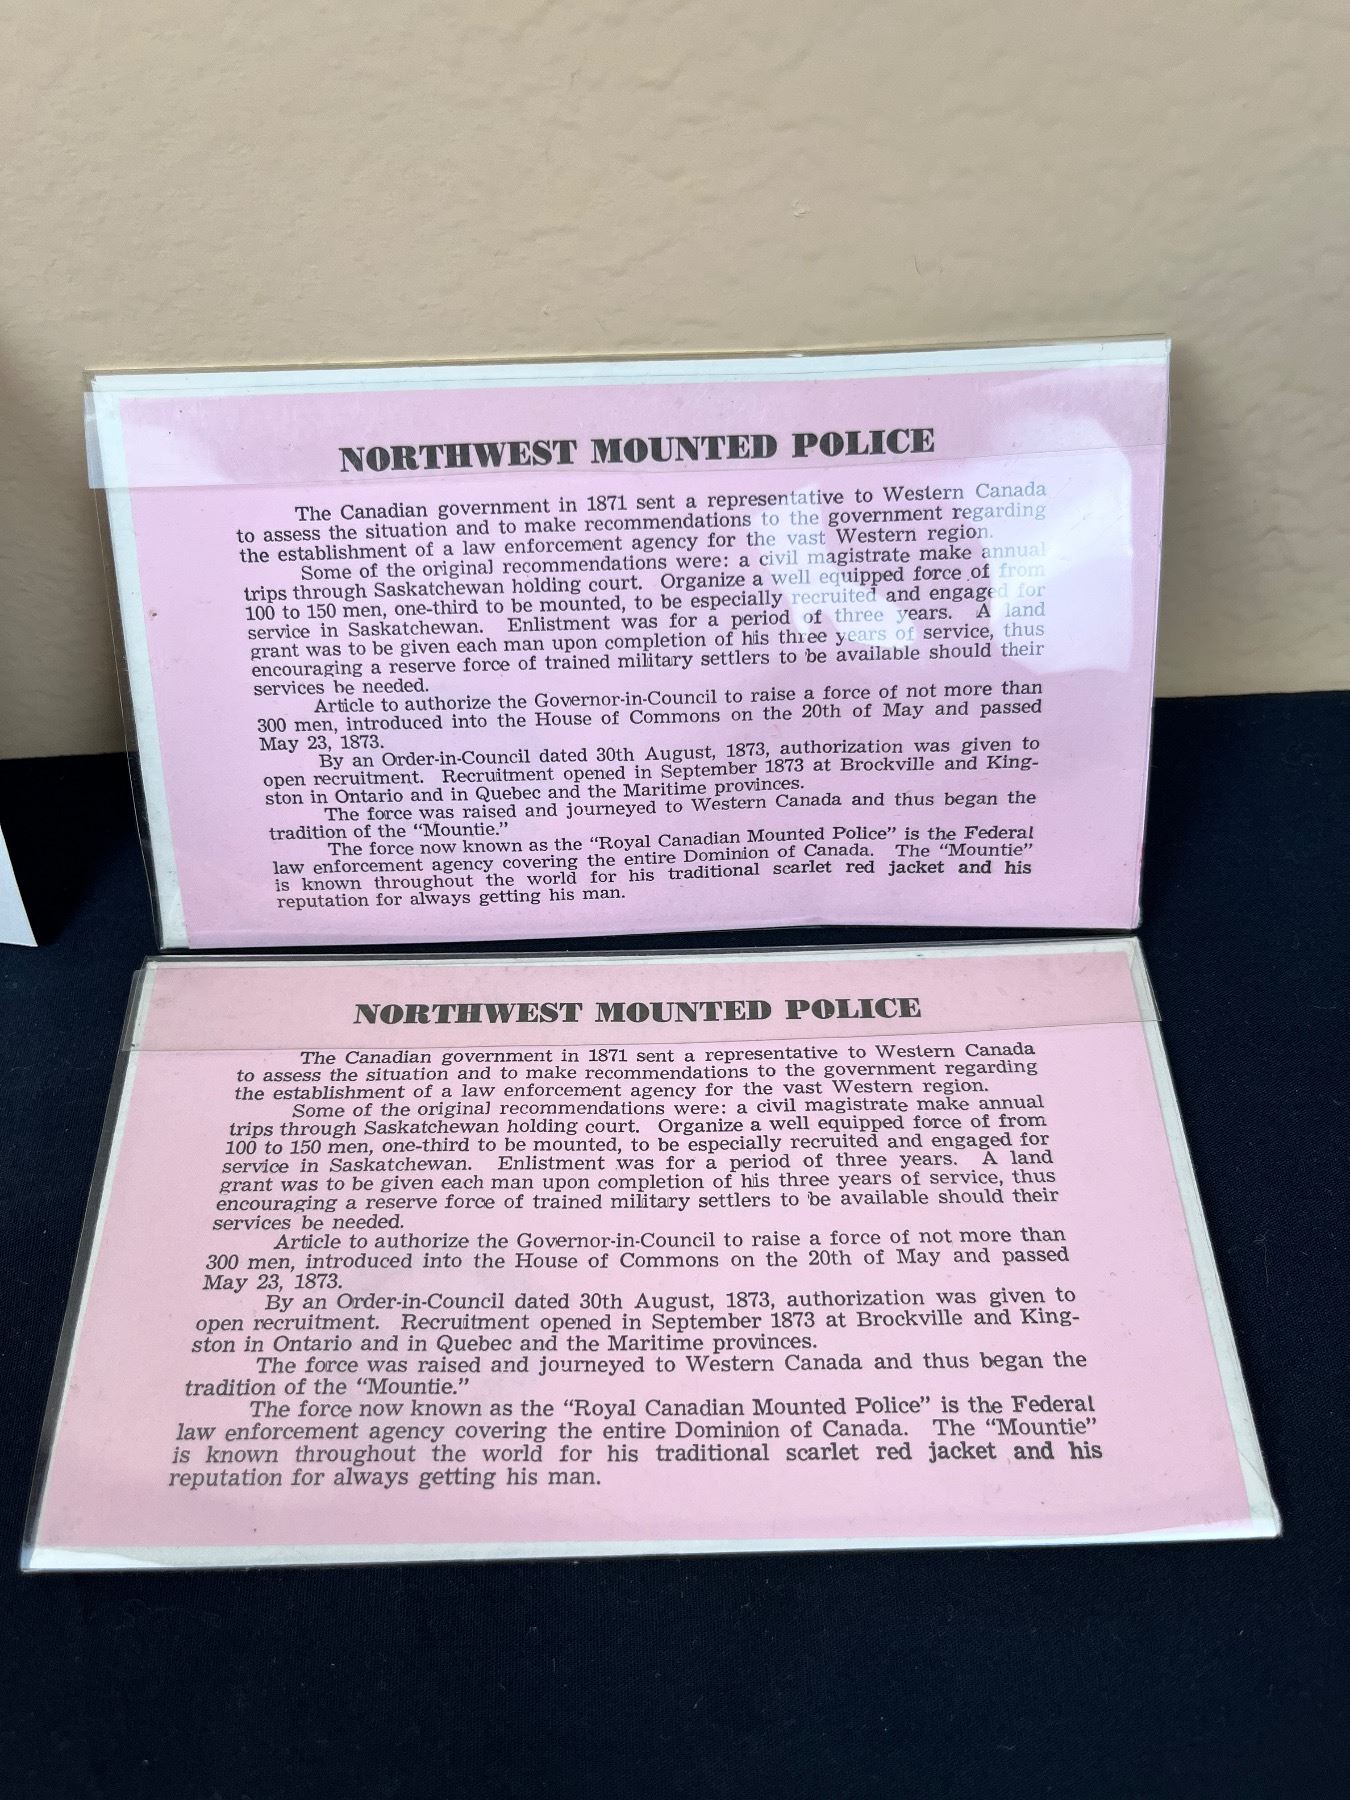 NORTHWEST MOUNTED POLICE
The Canadian government in 1871 sent a representative to Western Canada
to assess the situation and to make recommendations to the government regarding
the establishment of a law enforcement agency for the vast Western region.
Some of the original recommendations were: a civil magistrate make annual
trips through Saskatchewan holding court. Organize a well equipped force of from
100 to 150 men, one-third to be mounted, to be especially recruited and engaged for
service in Saskatchewan. Enlistment was for a period of three years. A land
grant was to be given each man upon completion of his three years of service, thus
encouraging a reserve force of trained military settlers to be available should their
services be needed.
Article to authorize the Governor-in-Council to raise a force of not more than
300 men, introduced into the House of Commons on the 20th of May and passed
May 23, 1873.
By an Order-in-Council dated 30th August, 1873, authorization was given to
open recruitment. Recruitment opened in September 1873 at Brockville and King-
ston in Ontario and in Quebec and the Maritime provinces.
The force was raised and journeyed to Western Canada and thus began the
tradition of the “Mountie.”
The force now known as the “Royal Canadian Mounted Police” is the Federal
law enforcement agency covering the entire Dominion of Canada. The “Mountie”
is known throughout the world for his traditional scarlet red jacket and his
reputation for always getting his man.
NORTHWEST MOUNTED POLICE
The Canadian government in 1871 sent a representative to Western Canada
to assess the situation and to make recommendations to the government regarding
the establishment of a law enforcement agency for the vast Western region.
Some of the original recommendations were: a civil magistrate make annual
trips through Saskatchewan holding court. Organize a well equipped force of from
100 to 150 men, one-third to be mounted, to be especially recruited and engaged for
service in Saskatchewan. Enlistment was for a period of three years. A land
grant was to be given each man upon completion of his three years of service, thus
encouraging a reserve force of trained military settlers to be available should their
services be needed.
Article to authorize the Governor-in-Council to raise a force of not more than
300 men, introduced into the House of Commons on the 20th of May and passed
May 23, 1873.
By an Order-in-Council dated 30th August, 1873, authorization was given to
open recruitment. Recruitment opened in September 1873 at Brockville and King-
ston in Ontario and in Quebec and the Maritime provinces.
The force was raised and journeyed to Western Canada and thus began the
tradition of the “Mountie.”
The force now known as the “Royal Canadian Mounted Police” is the Federal
law enforcement agency covering the entire Dominion of Canada. The “Mountie”
is known throughout the world for his traditional scarlet red jacket and his
reputation for always getting his man.